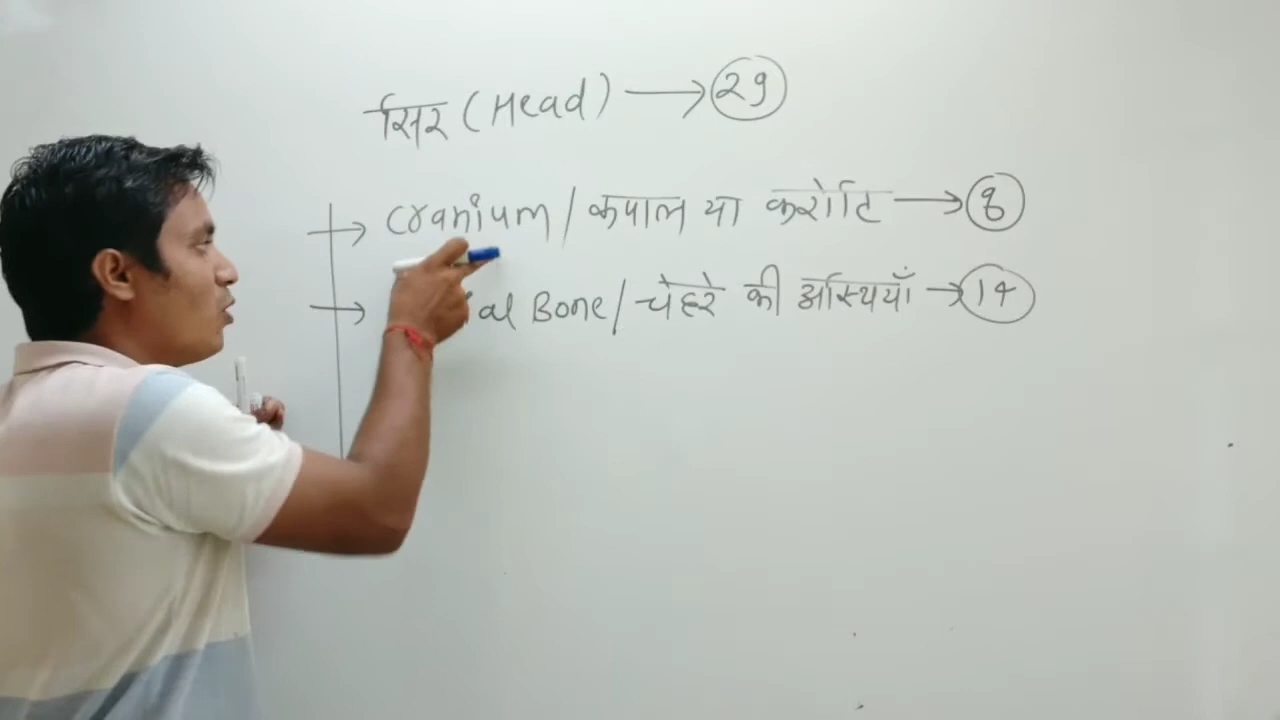 सिर (Head) → 29
→ Cranium / कपाल या करोटि → 8
→ al Bone / चेहरे की अस्थियाँ → 14